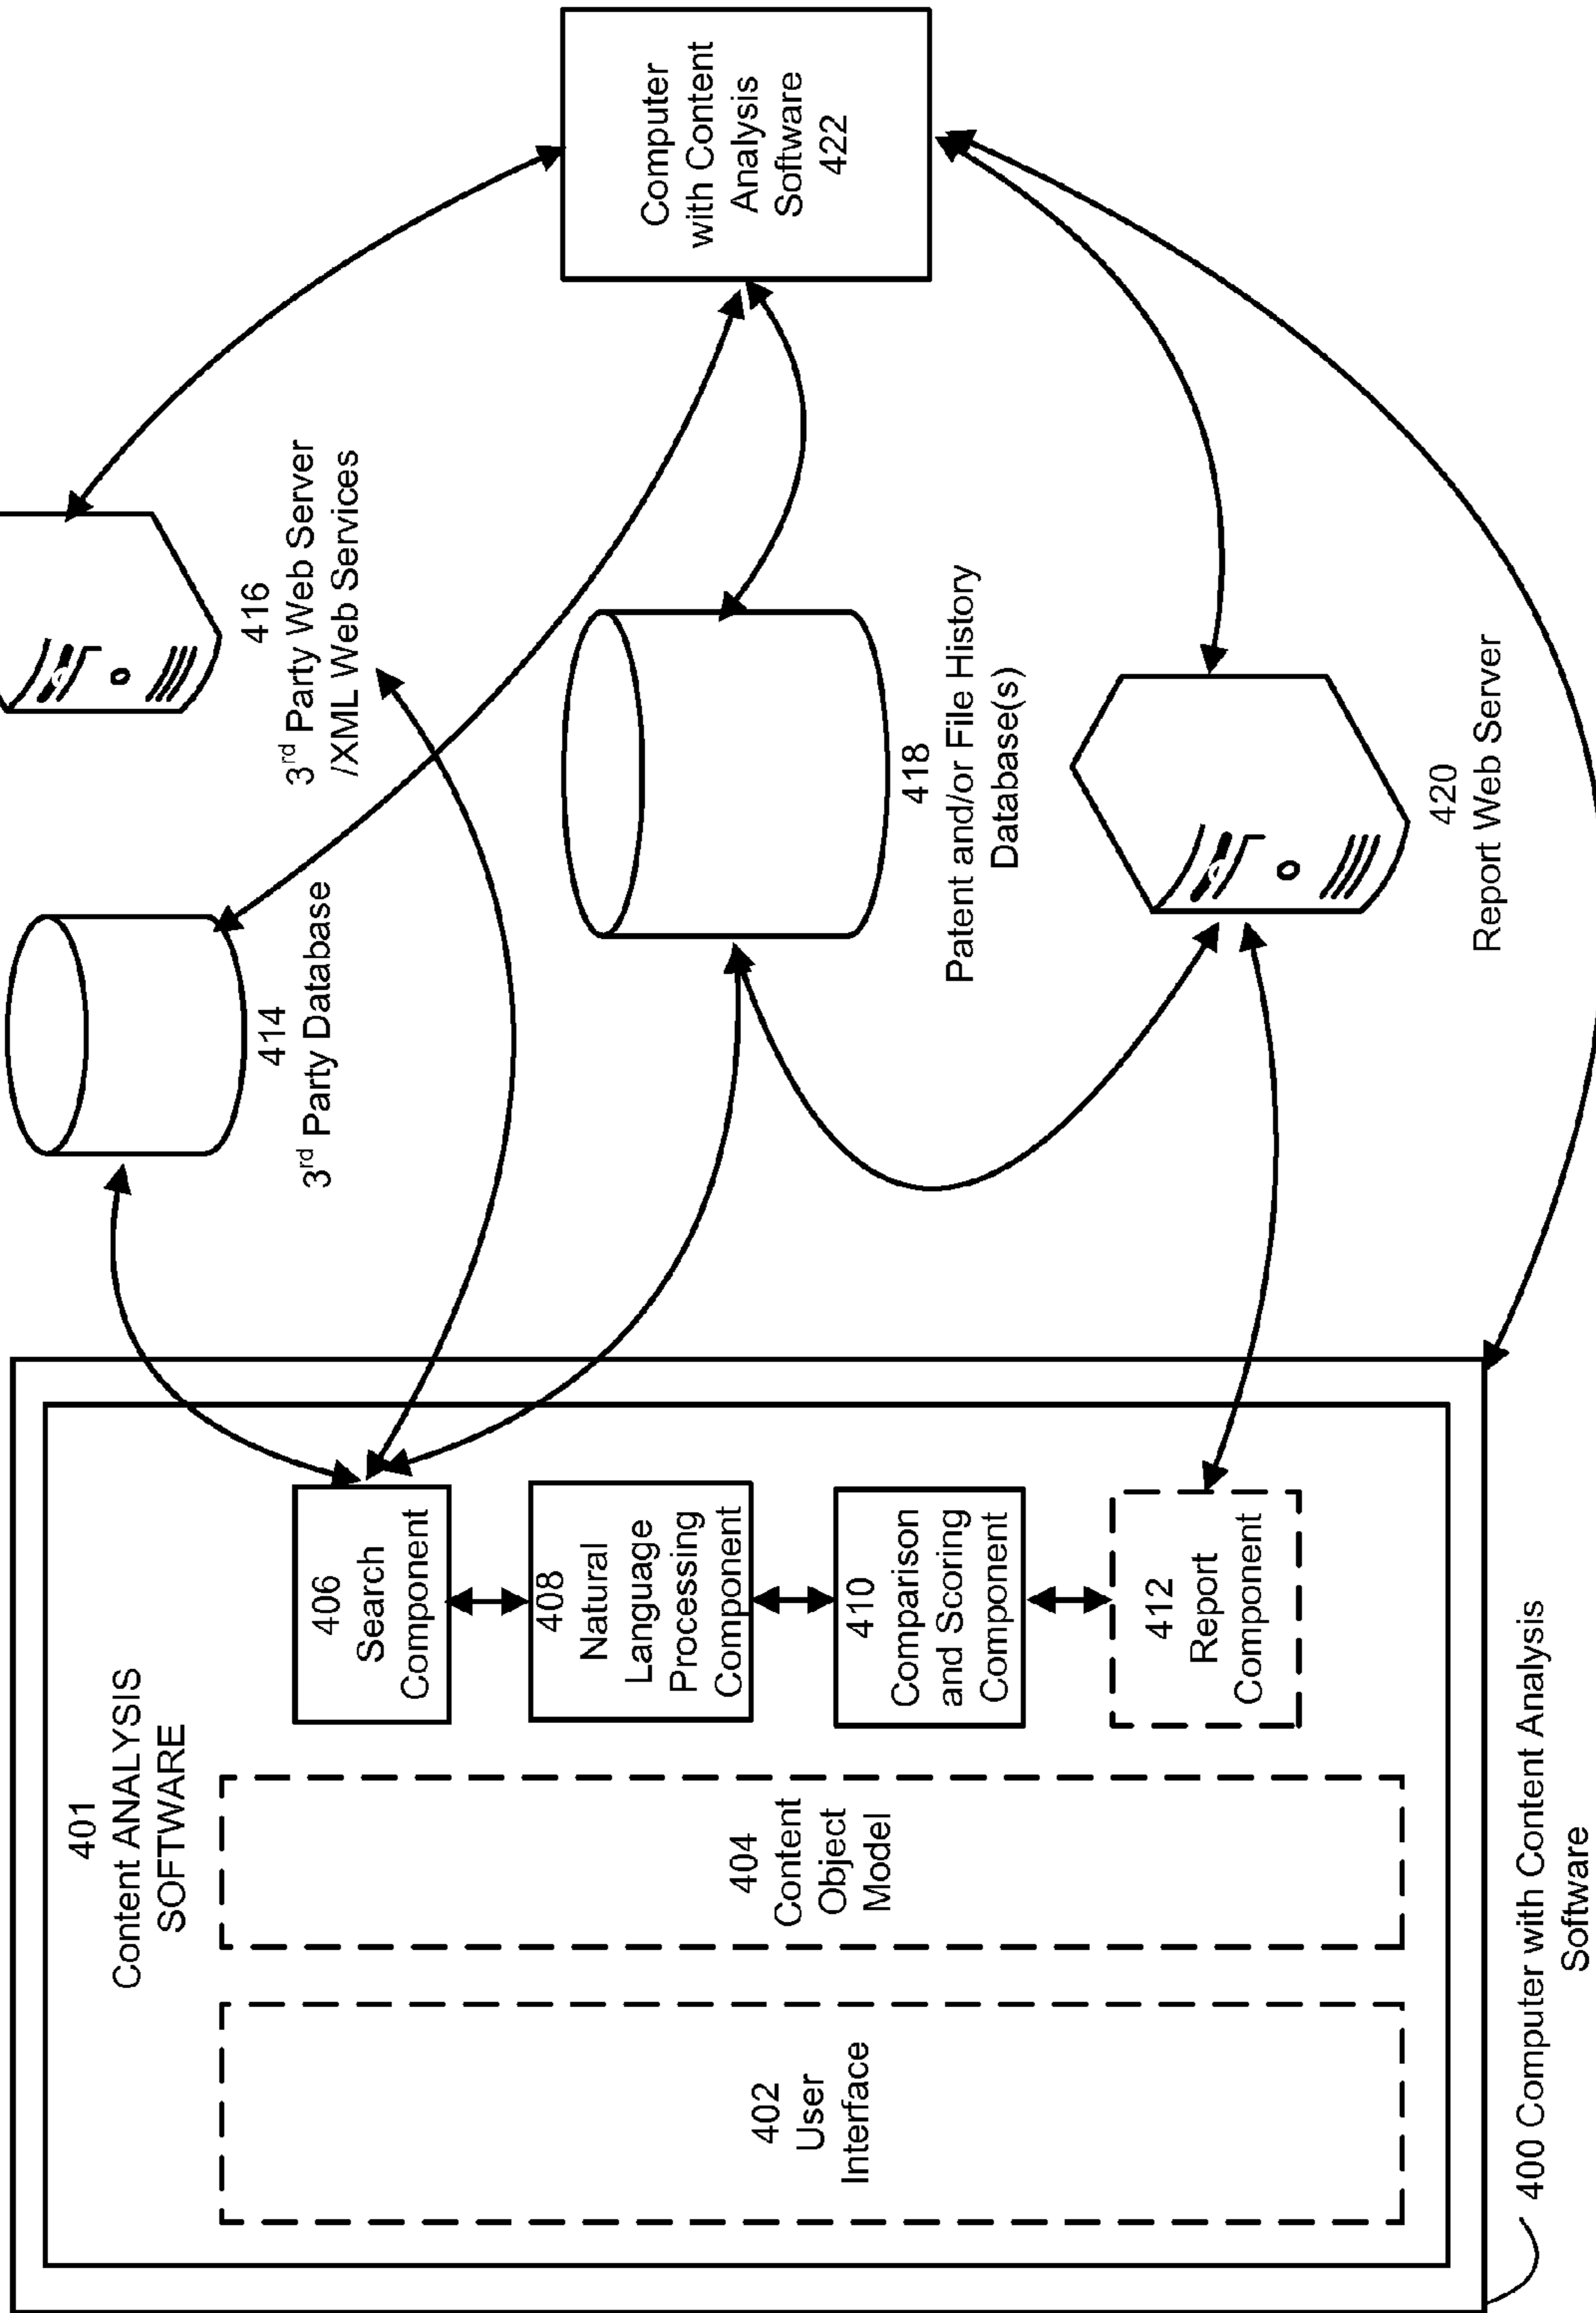 401
Content ANALYSIS
SOFTWARE
402
User
Interface
404
Content
Object
Model
406
Search
Component
408
Natural
Language
Processing
Component
410
Comparison
and Scoring
Component
412
Report
Component
400 Computer with Content Analysis
Software
414
3rd Party Database
416
3rd Party Web Server
/XML Web Services
418
Patent and/or File History
Database(s)
420
Report Web Server
Computer
with Content
Analysis
Software
422